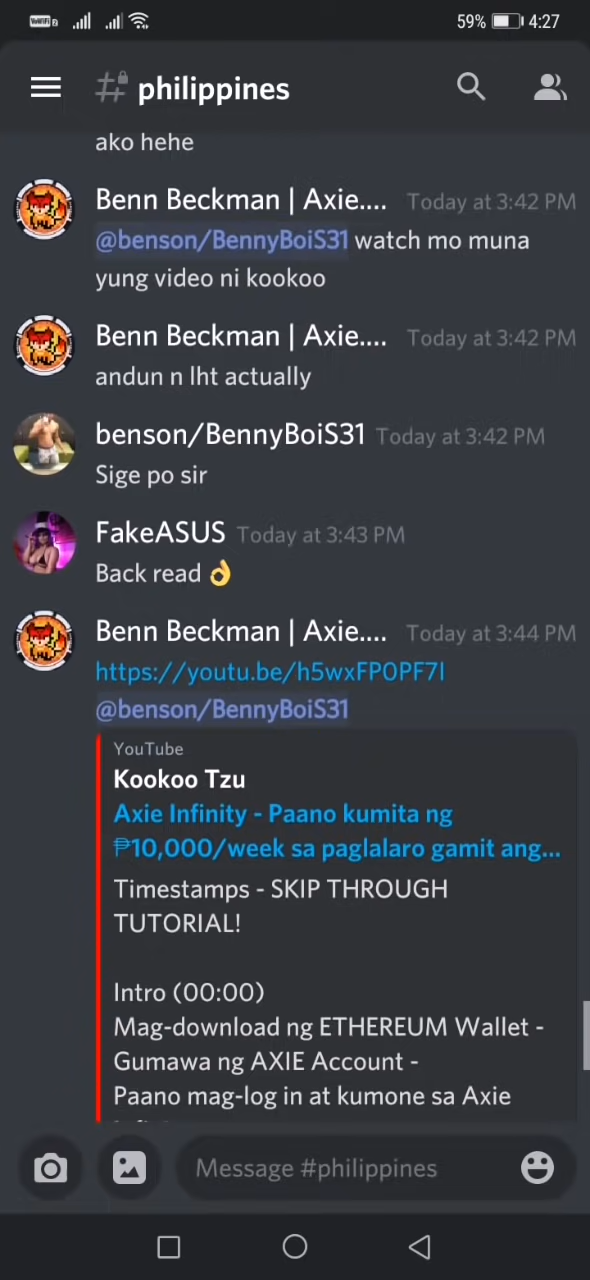 59% 4:27
# philippines
ako hehe
Benn Beckman | Axie.... Today at 3:42 PM
@benson/BennyBoiS31 watch mo muna
yung video ni kookoo
Benn Beckman | Axie.... Today at 3:42 PM
andun n lht actually
benson/BennyBoiS31 Today at 3:42 PM
Sige po sir
FakeASUS Today at 3:43 PM
Back read 👌
Benn Beckman | Axie.... Today at 3:44 PM
https://youtu.be/h5wxFP0PF7I
@benson/BennyBoiS31
YouTube
Kookoo Tzu
Axie Infinity - Paano kumita ng
₱10,000/week sa paglalaro gamit ang...
Timestamps - SKIP THROUGH
TUTORIAL!
Intro (00:00)
Mag-download ng ETHEREUM Wallet -
Gumawa ng AXIE Account -
Paano mag-log in at kumone sa Axie
Message #philippines